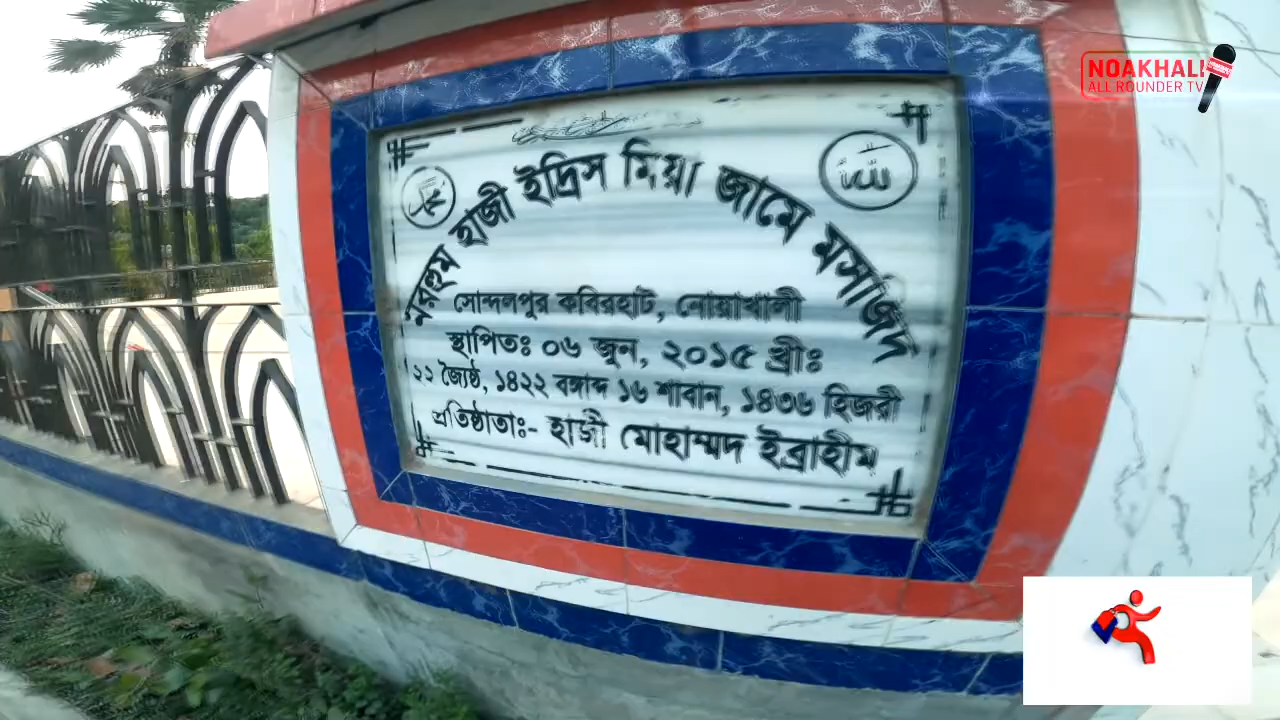 NOAKHALI
ALL ROUNDER TV
الله
মরহুম হাজী ইদ্রিস মিয়া জামে মসজিদ
সোন্দলপুর কবিরহাট, নোয়াখালী
স্থাপিতঃ ০৬ জুন, ২০১৫ খ্রীঃ
২২ জ্যৈষ্ঠ, ১৪২২ বঙ্গাব্দ ১৬ শাবান, ১৪৩৬ হিজরী
প্রতিষ্ঠাতাঃ- হাজী মোহাম্মদ ইব্রাহীম